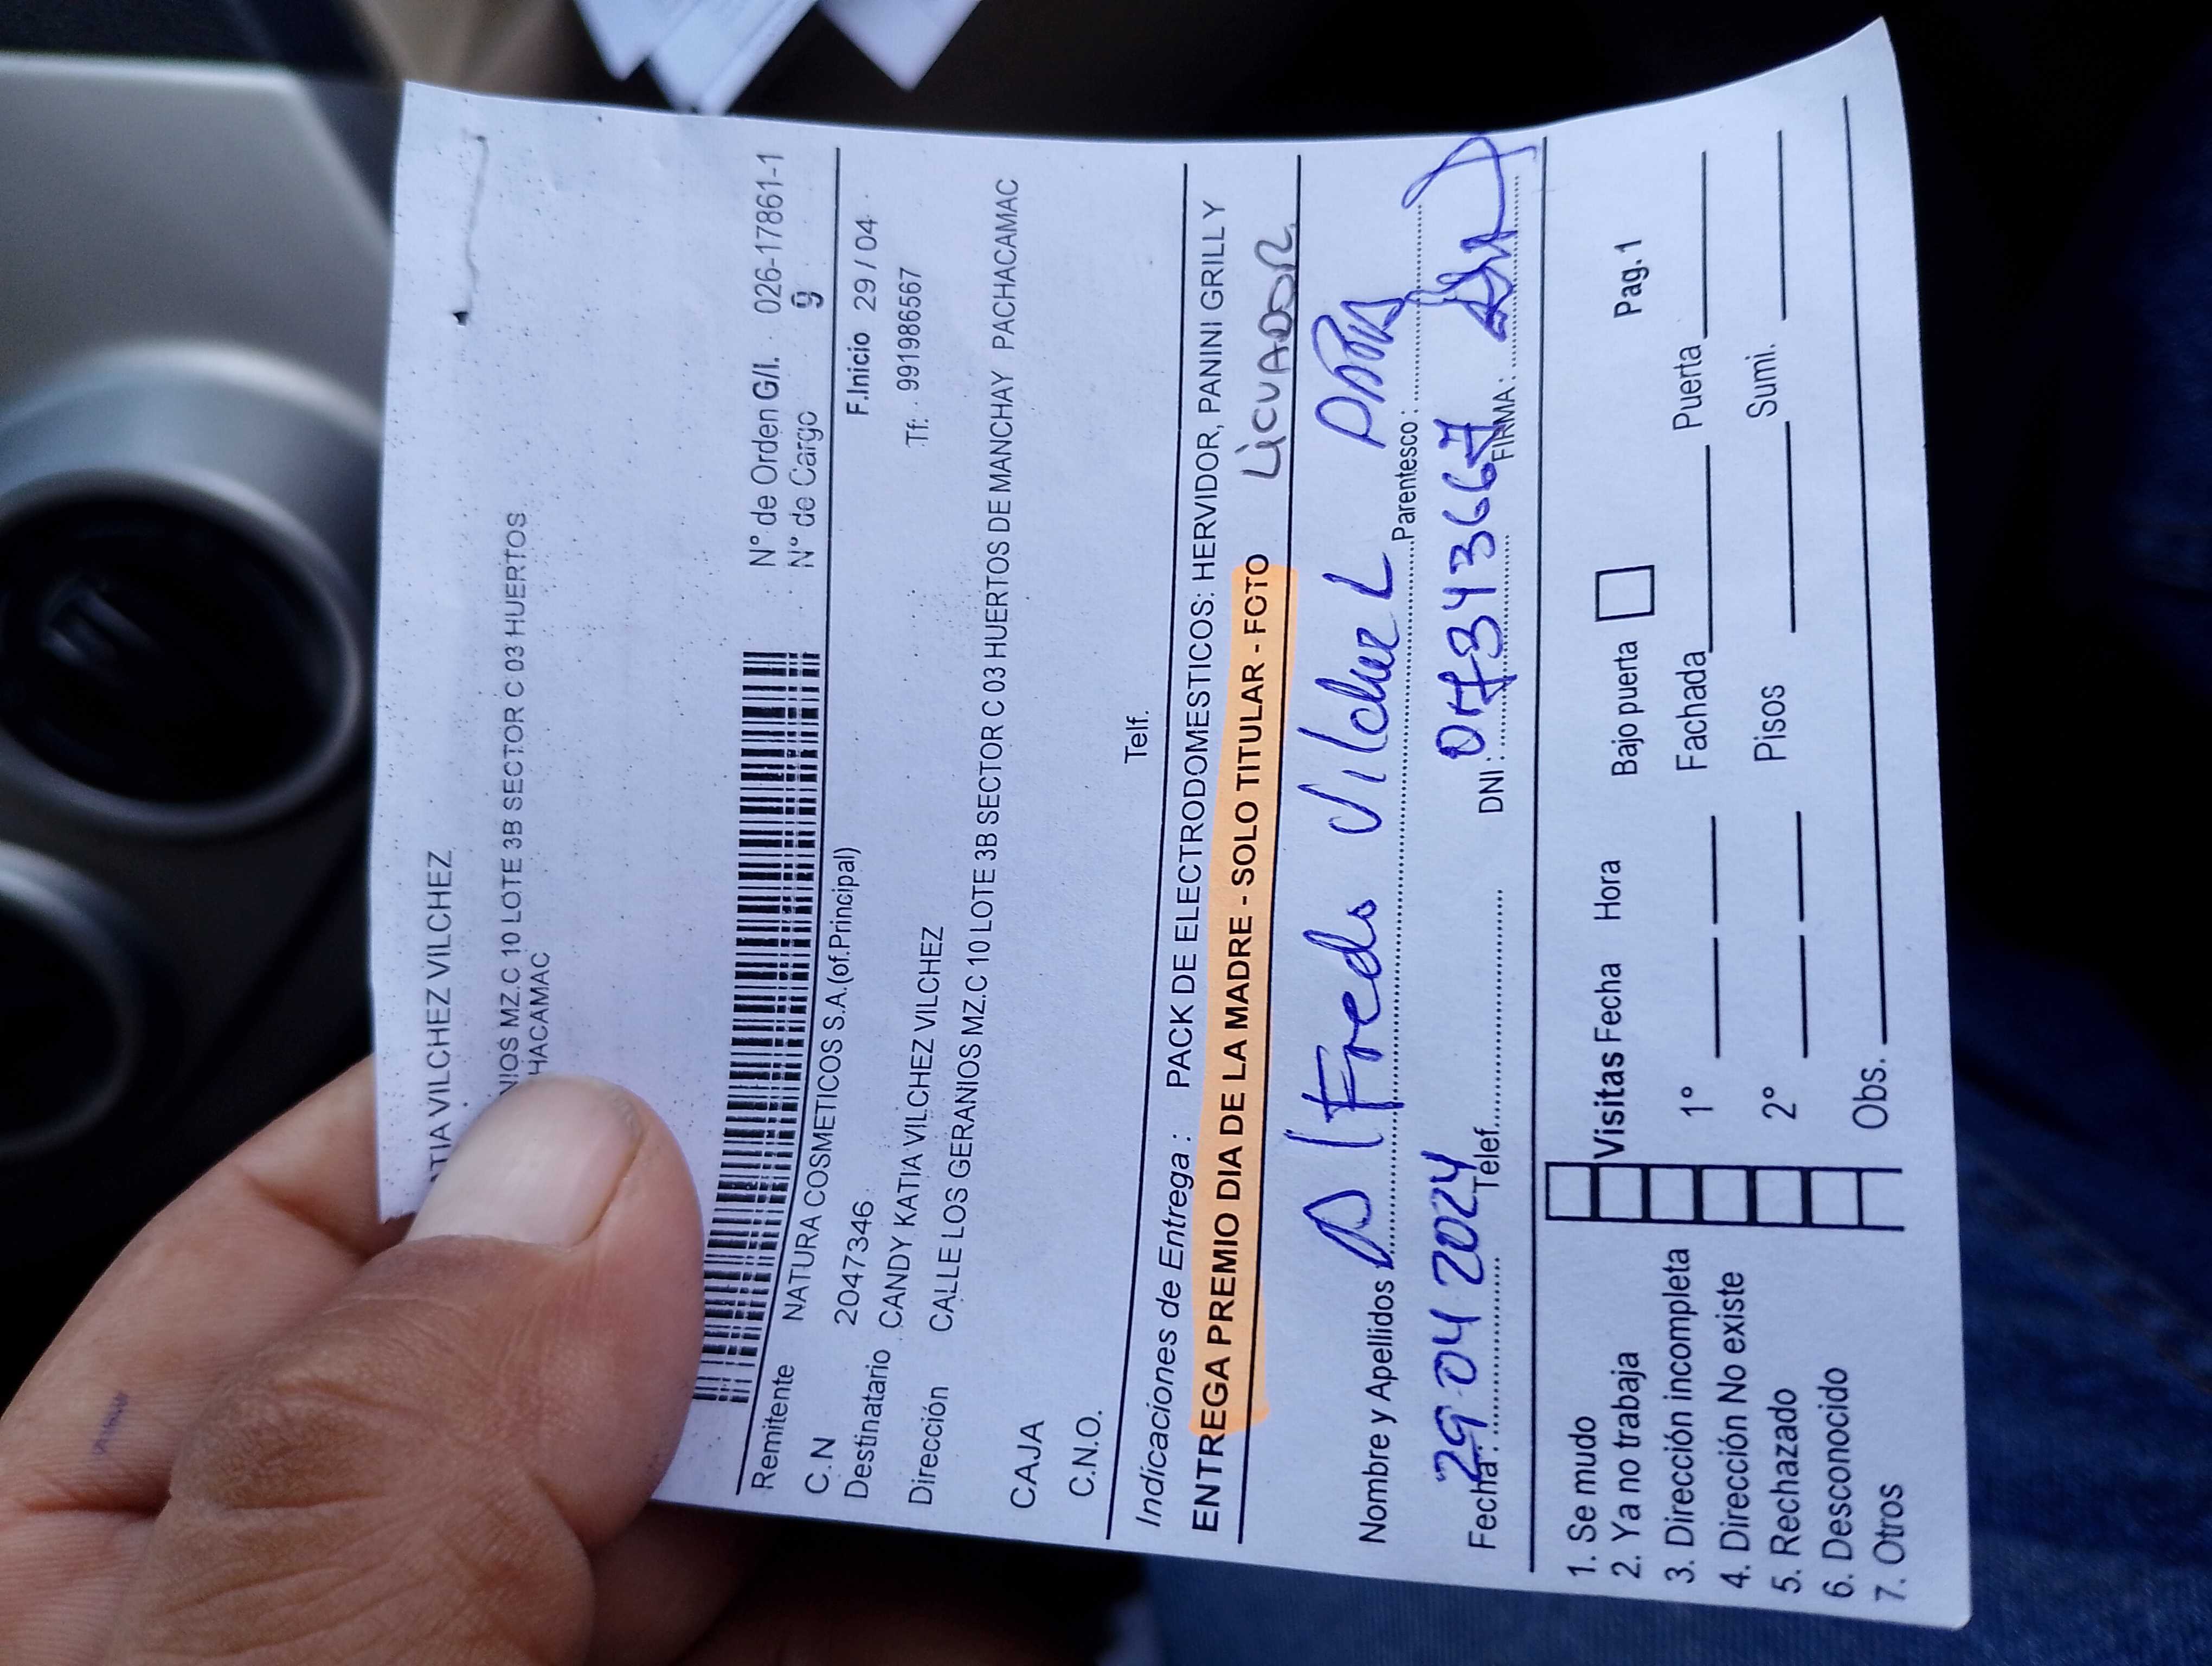 ATIA VILCHEZ VILCHEZ
NIOS MZ.C 10 LOTE 3B SECTOR C 03 HUERTOS
HACAMAC
N° de Orden G/I. 026-17861-1
N° de Cargo 9
Remitente NATURA COSMETICOS S.A.(of.Principal)
C.N 2047346 F.Inicio 29 / 04
Destinatario CANDY KATIA VILCHEZ VILCHEZ Tf: 991986567
Dirección CALLE LOS GERANIOS MZ.C 10 LOTE 3B SECTOR C 03 HUERTOS DE MANCHAY PACHACAMAC
CAJA
C.N.O. Telf.
Indicaciones de Entrega : PACK DE ELECTRODOMESTICOS: HERVIDOR, PANINI GRILL Y
ENTREGA PREMIO DIA DE LA MADRE - SOLO TITULAR - FOTO LICUADOR
Nombre y Apellidos Alfredo Parentesco :
Fecha : 29 04 2024 Telef. DNI : 07343667 FIRMA:
1. Se mudo
2. Ya no trabaja
3. Dirección incompleta
4. Dirección No existe
5. Rechazado
6. Desconocido
7. Otros
Visitas Fecha Hora Bajo puerta Pag. 1
1° Fachada Puerta
2° Pisos Sumi.
Obs.